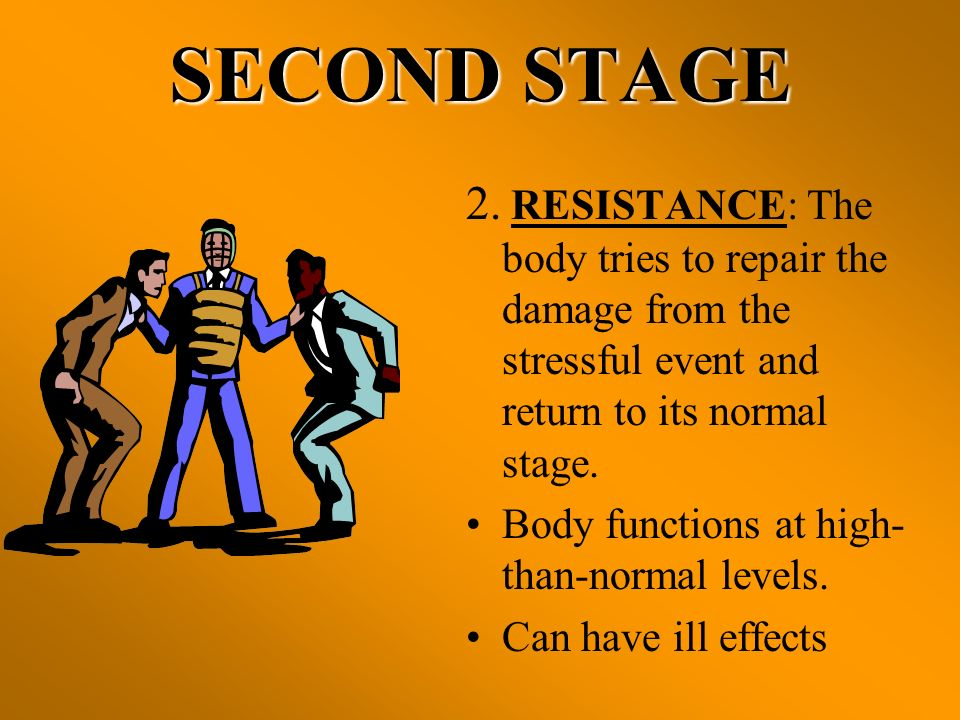 SECOND STAGE
2. RESISTANCE: The
body tries to repair the
damage from the
stressful event and
return to its normal
stage.
• Body functions at high-
than-normal levels.
• Can have ill effects